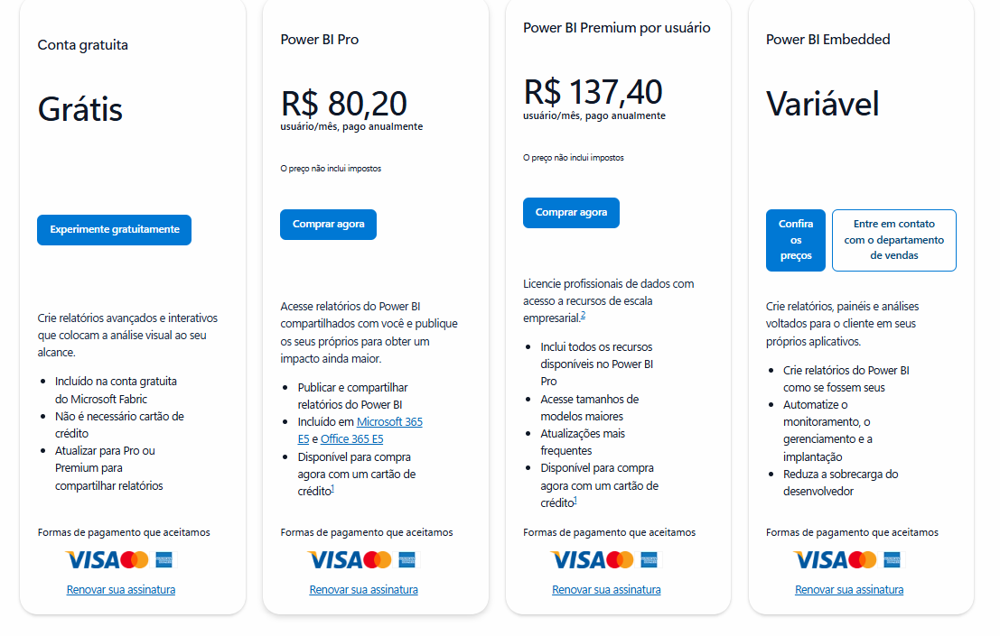 Conta gratuita
Grátis
Experimente gratuitamente
Crie relatórios avançados e interativos
que colocam a análise visual ao seu
alcance.
• Incluído na conta gratuita
do Microsoft Fabric
• Não é necessário cartão de
crédito
• Atualizar para Pro ou
Premium para
compartilhar relatórios
Formas de pagamento que aceitamos
VISA
Renovar sua assinatura
Power BI Pro
R$ 80,20
usuário/mês, pago anualmente
O preço não inclui impostos
Comprar agora
Acesse relatórios do Power BI
compartilhados com você e publique
os seus próprios para obter um
impacto ainda maior.
• Publicar e compartilhar
relatórios do Power BI
• Incluído em Microsoft 365
E5 e Office 365 E5
• Disponível para compra
agora com um cartão de
crédito1
Formas de pagamento que aceitamos
VISA
Renovar sua assinatura
Power BI Premium por usuário
R$ 137,40
usuário/mês, pago anualmente
O preço não inclui impostos
Comprar agora
Licencie profissionais de dados com
acesso a recursos de escala
empresarial.2
• Inclui todos os recursos
disponíveis no Power BI
Pro
• Acesse tamanhos de
modelos maiores
• Atualizações mais
frequentes
• Disponível para compra
agora com um cartão de
crédito1
Formas de pagamento que aceitamos
VISA
Renovar sua assinatura
Power BI Embedded
Variável
Confira
os
preços
Entre em contato
com o departamento
de vendas
Crie relatórios, painéis e análises
voltados para o cliente em seus
próprios aplicativos.
• Crie relatórios do Power BI
como se fossem seus
• Automatize o
monitoramento, o
gerenciamento e a
implantação
• Reduza a sobrecarga do
desenvolvedor
Formas de pagamento que aceitamos
VISA
Renovar sua assinatura